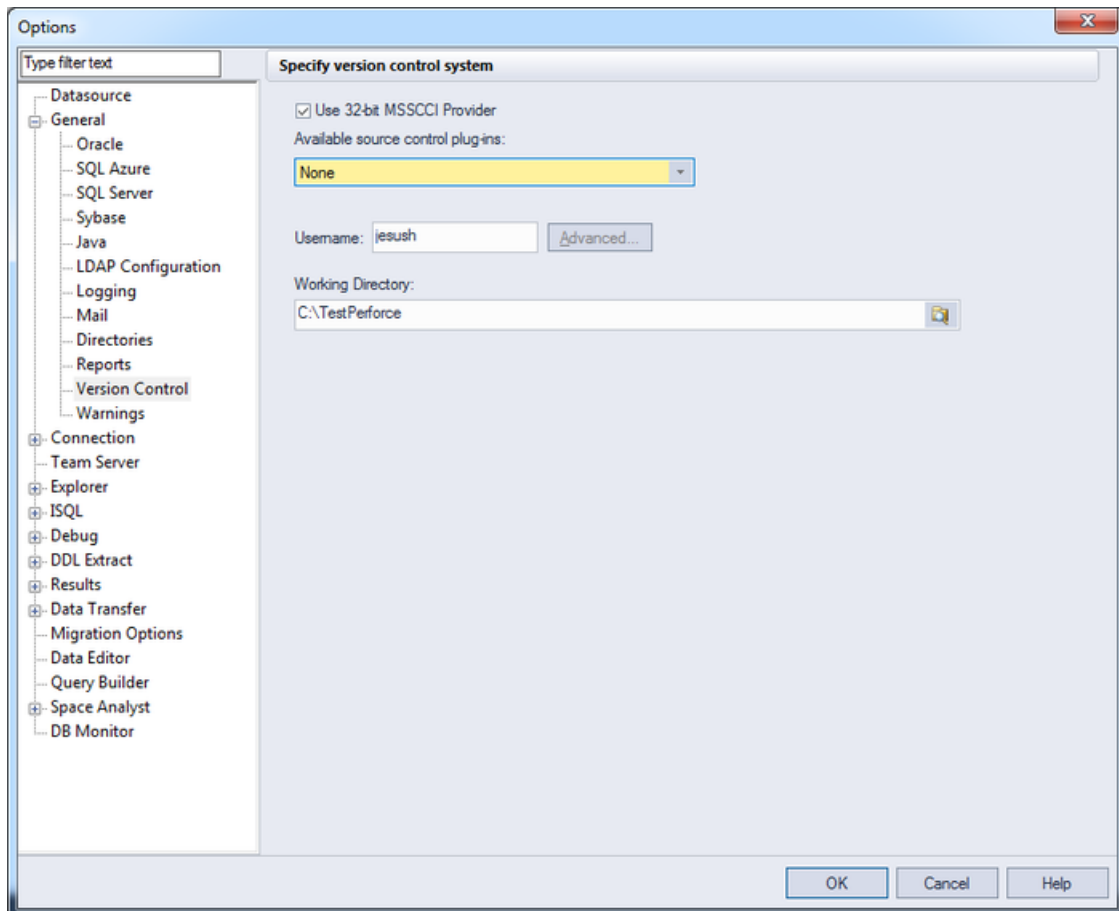 Options
Type filter text
Datasource
General
Oracle
SQL Azure
SQL Server
Sybase
Java
LDAP Configuration
Logging
Mail
Directories
Reports
Version Control
Warnings
Connection
Team Server
Explorer
ISQL
Debug
DDL Extract
Results
Data Transfer
Migration Options
Data Editor
Query Builder
Space Analyst
DB Monitor
Specify version control system
Use 32-bit MSSCCI Provider
Available source control plug-ins:
None
Username: jesush Advanced...
Working Directory:
C:\TestPerforce
OK Cancel Help